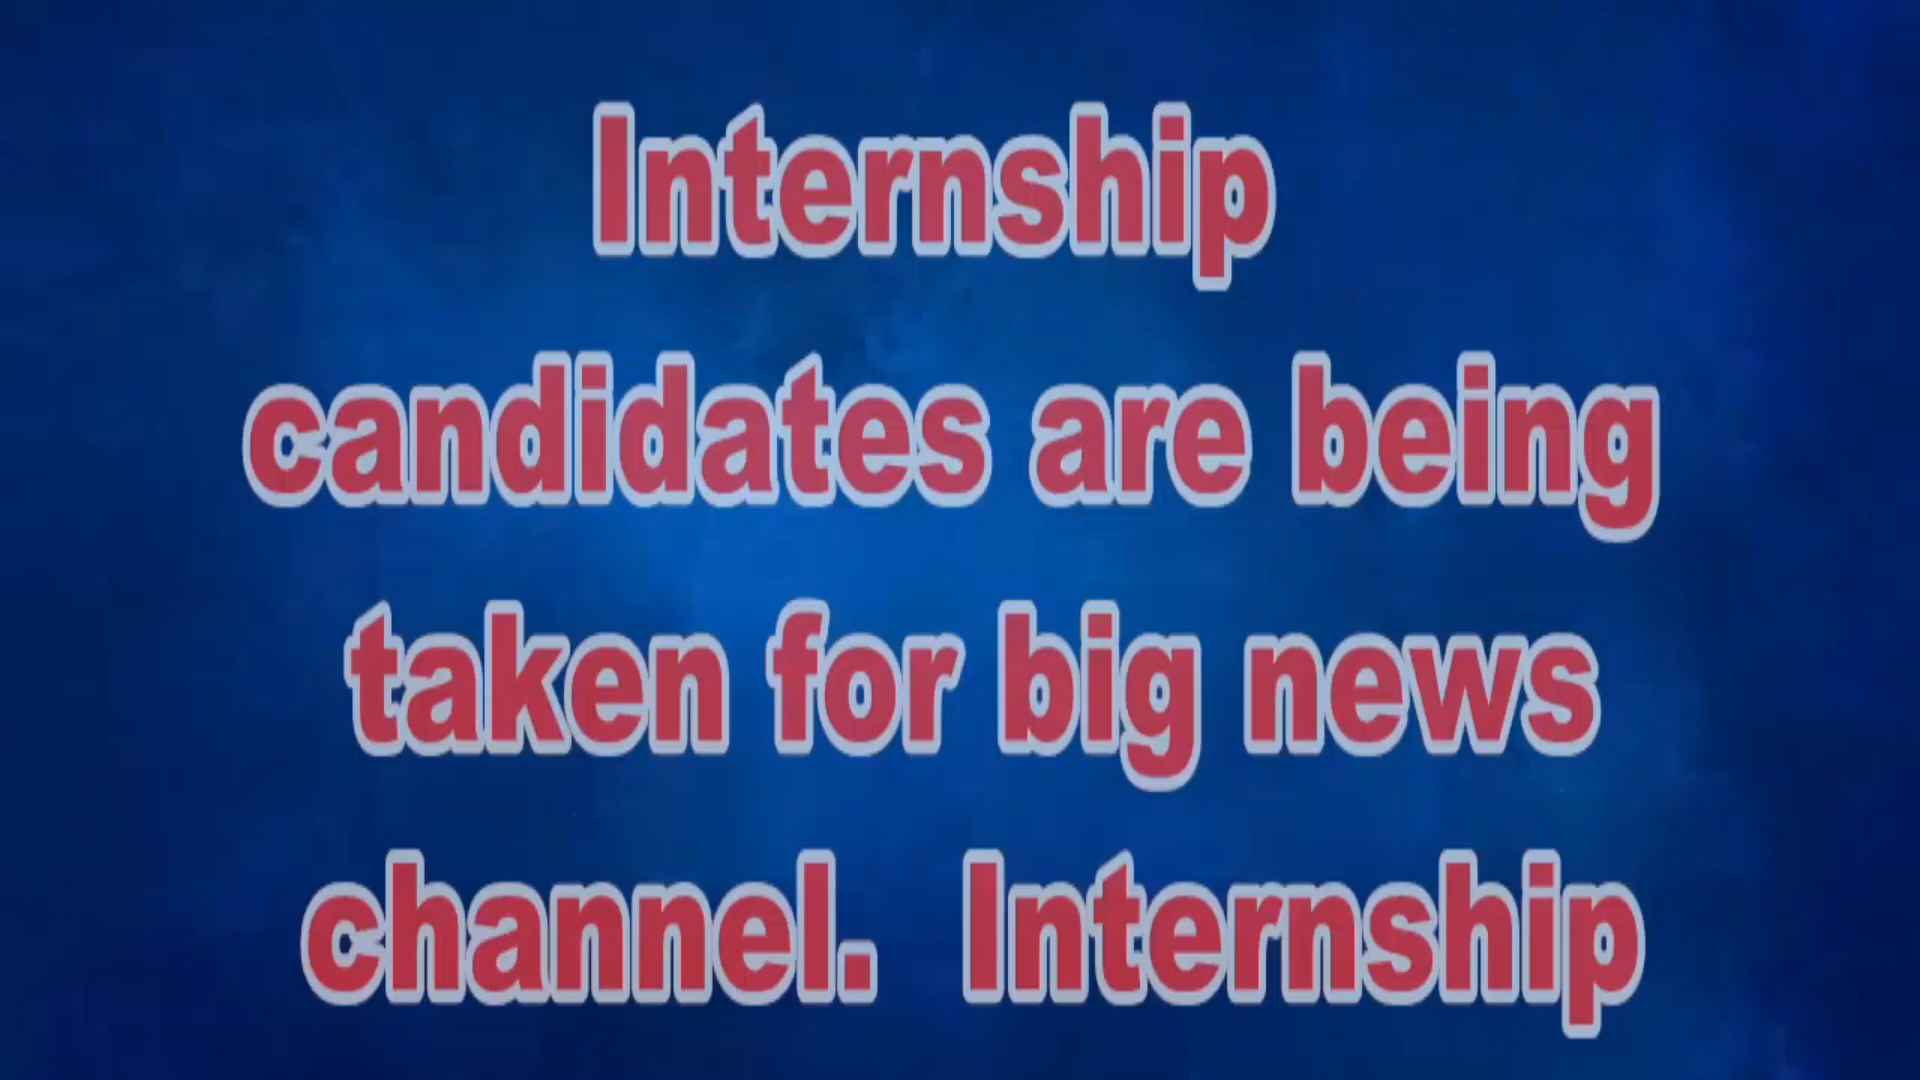 Internship
candidates are being
taken for big news
channel. Internship